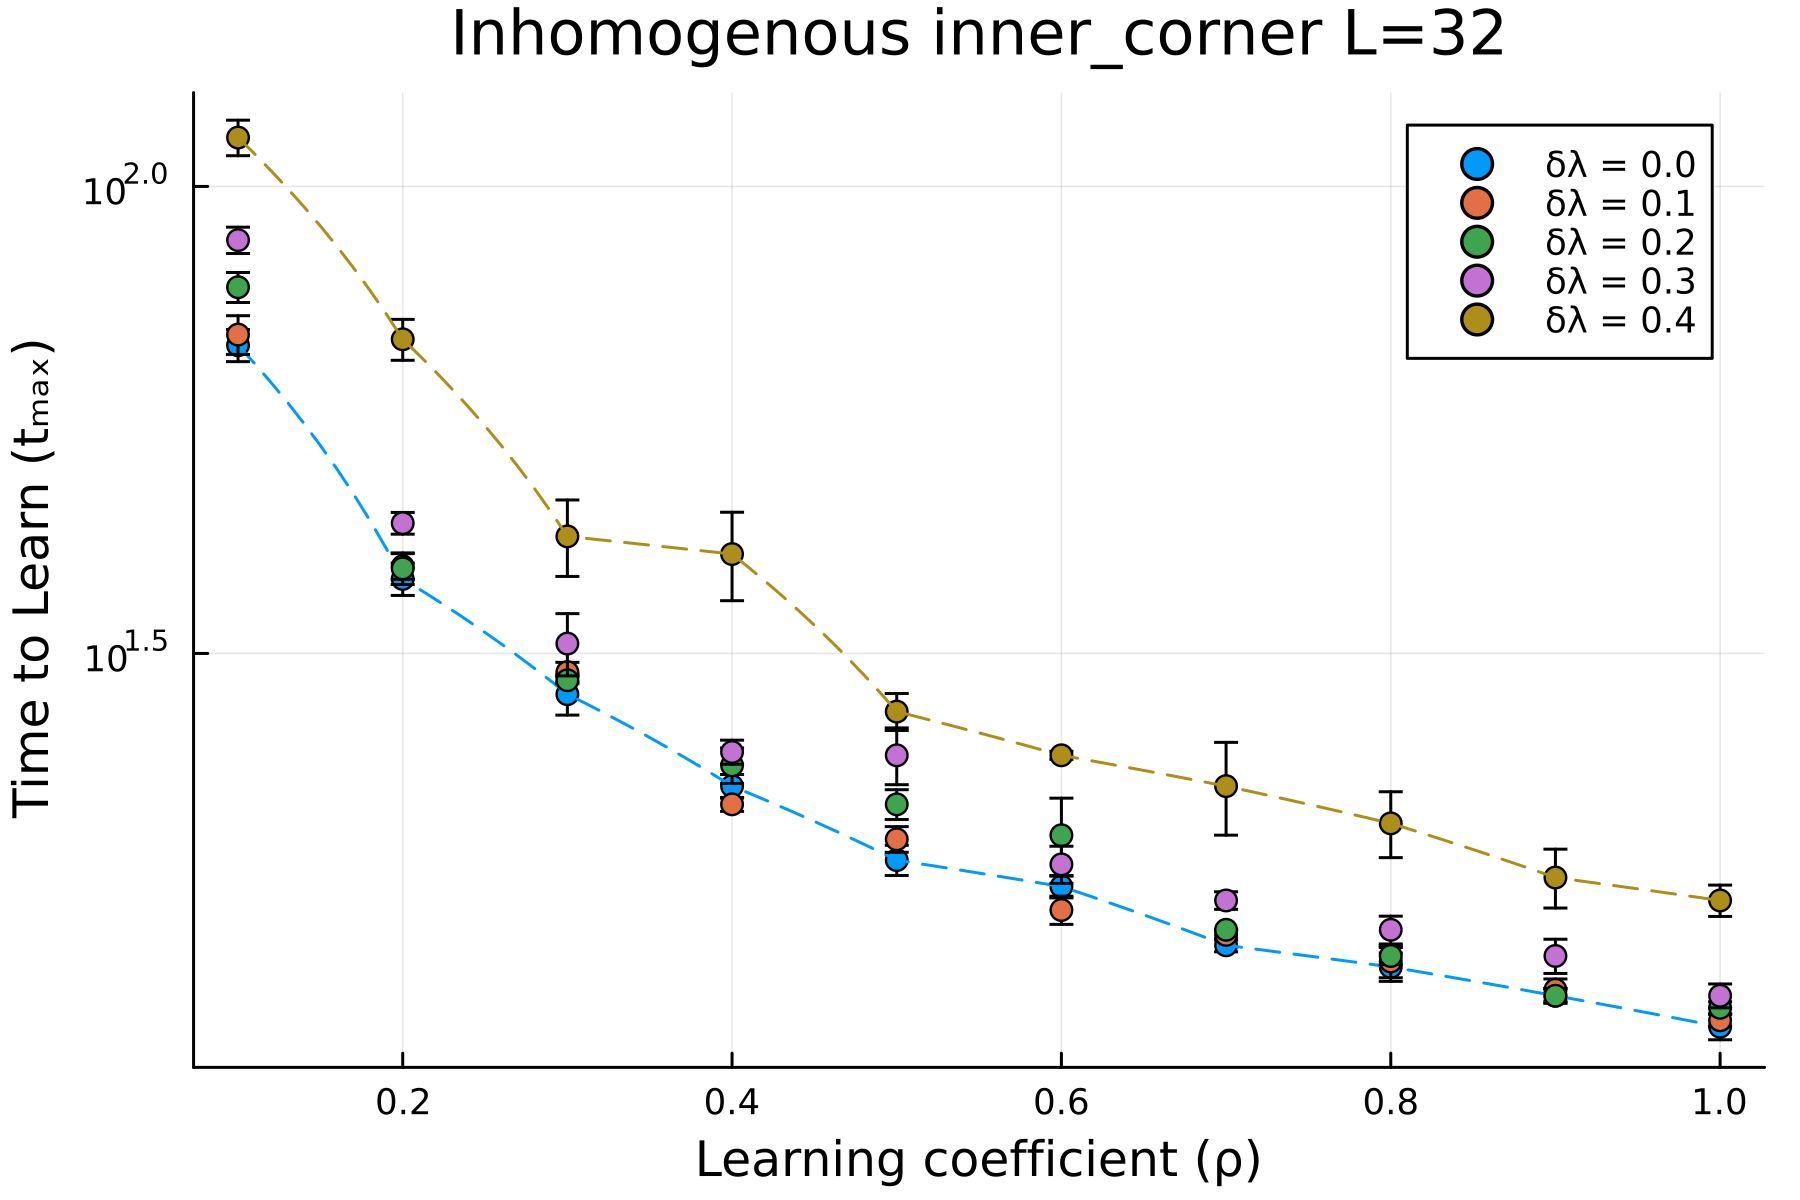 Inhomogenous inner_corner L=32
Time to Learn (tₘₐₓ)
10^2.0
10^1.5
δλ = 0.0
δλ = 0.1
δλ = 0.2
δλ = 0.3
δλ = 0.4
0.2 0.4 0.6 0.8 1.0
Learning coefficient (ρ)